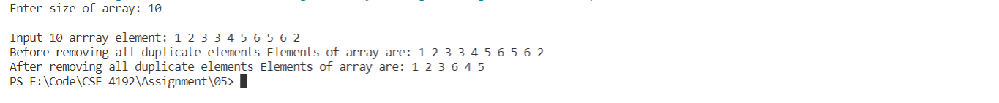 Enter size of array: 10
Input 10 arrray element: 1 2 3 3 4 5 6 5 6 2
Before removing all duplicate elements Elements of array are: 1 2 3 3 4 5 6 5 6 2
After removing all duplicate elements Elements of array are: 1 2 3 6 4 5
PS E:\Code\CSE 4192\Assignment\05>